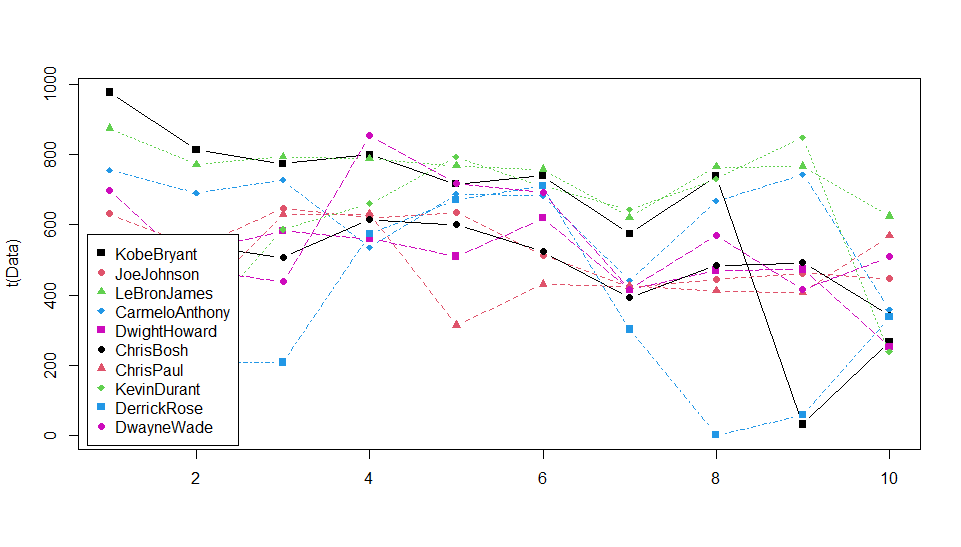 1000
800
600
400
200
0
t(Data)
KobeBryant
JoeJohnson
LeBronJames
CarmeloAnthony
DwightHoward
ChrisBosh
ChrisPaul
KevinDurant
DerrickRose
DwayneWade
2 4 6 8 10